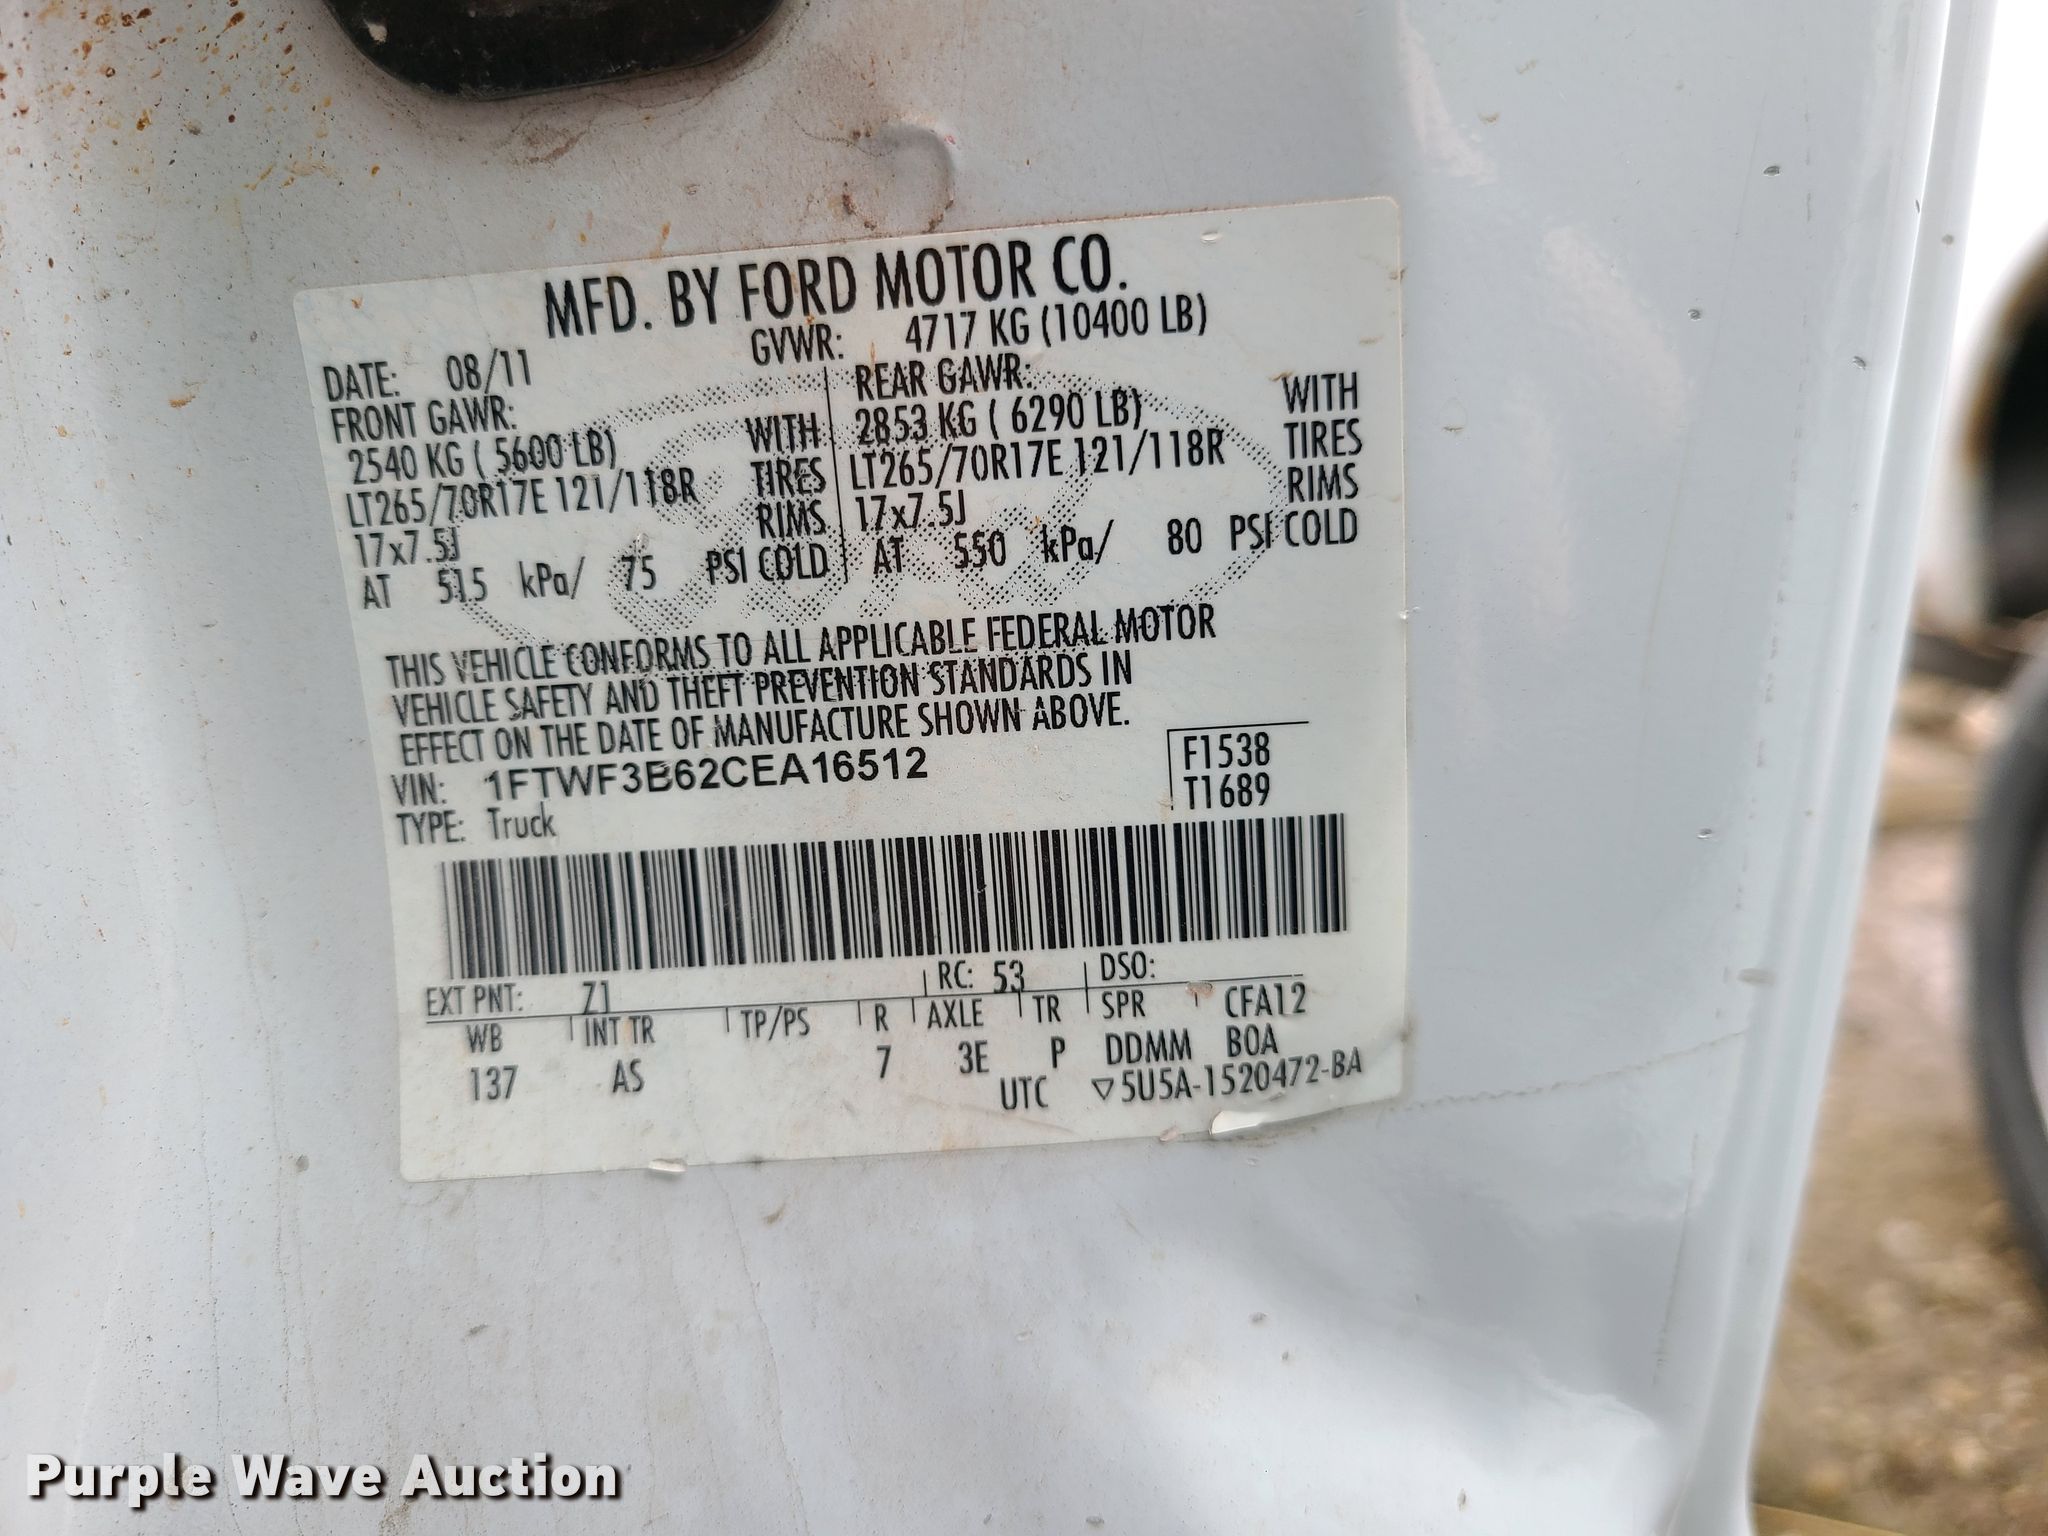 MFD. BY FORD MOTOR CO.
DATE: 08/11 GVWR: 4717 KG (10400 LB)
FRONT GAWR: REAR GAWR:
2540 KG ( 5600 LB) WITH 2853 KG ( 6290 LB) WITH
LT265/70R17E 121/118R TIRES LT265/70R17E 121/118R TIRES
17x7.5J RIMS 17x7.5J RIMS
AT 515 kPa/ 75 PSI COLD AT 550 kPa/ 80 PSI COLD
THIS VEHICLE CONFORMS TO ALL APPLICABLE FEDERAL MOTOR
VEHICLE SAFETY AND THEFT PREVENTION STANDARDS IN
EFFECT ON THE DATE OF MANUFACTURE SHOWN ABOVE.
VIN: 1FTWF3B62CEA16512 F1538
TYPE: Truck T1689
EXT PNT: Z1 RC: 53 DSO:
WB INT TR TP/PS R AXLE TR SPR CFA12
137 AS 7 3E P DDMM BOA
UTC ▽5U5A-1520472-BA
Purple Wave Auction